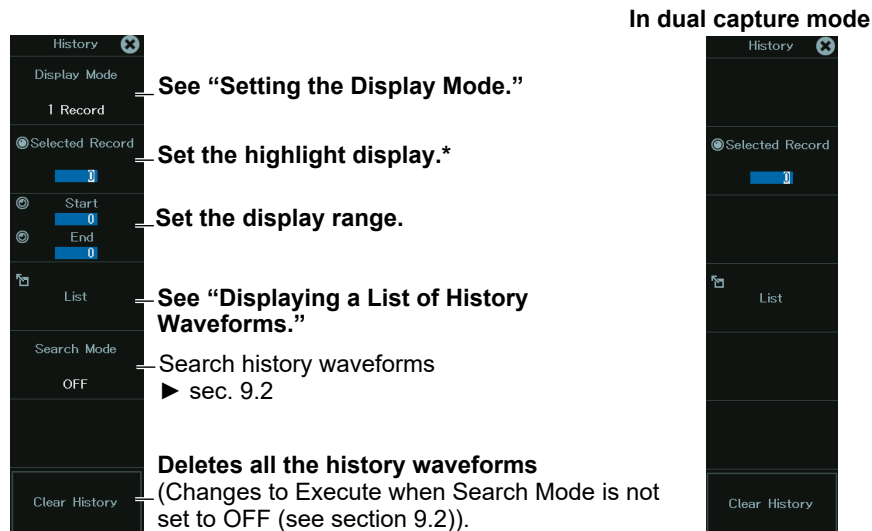 In dual capture mode
History
Display Mode
1 Record
See “Setting the Display Mode.”
Selected Record
0
Set the highlight display.*
Start
0
End
0
Set the display range.
List
See “Displaying a List of History
Waveforms.”
Search Mode
OFF
Search history waveforms
► sec. 9.2
Clear History
Deletes all the history waveforms
(Changes to Execute when Search Mode is not
set to OFF (see section 9.2)).
History
Selected Record
0
List
Clear History